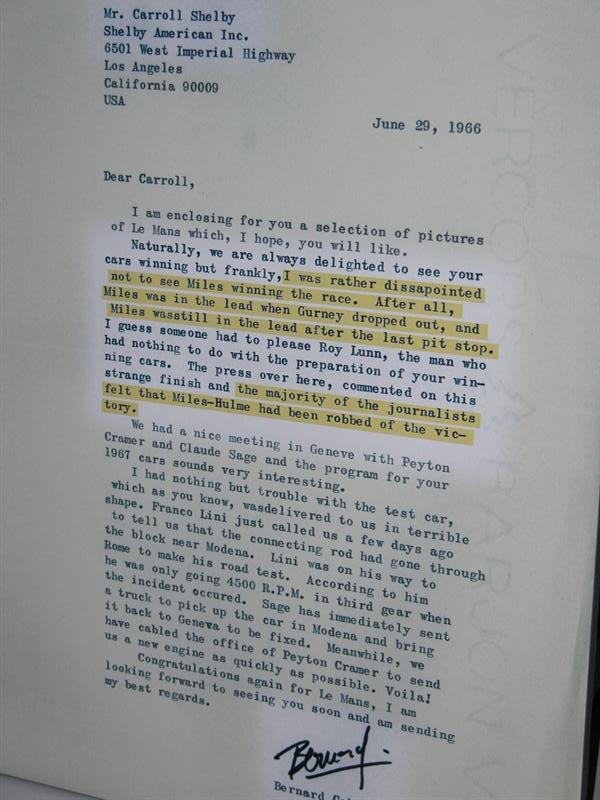 Mr. Carroll Shelby
Shelby American Inc.
6501 West Imperial Highway
Los Angeles
California 90009
USA
June 29, 1966
Dear Carroll,
I am enclosing for you a selection of pictures
of Le Mans which, I hope, you will like.
Naturally, we are always delighted to see your
cars winning but frankly,I was rather dissapointed
not to see Miles winning the race. After all,
Miles was in the lead when Gurney dropped out, and
Miles wasstill in the lead after the last pit stop.
I guess someone had to please Roy Lunn, the man who
had nothing to do with the preparation of your win-
ning cars. The press over here, commented on this
strange finish and the majority of the journalists
felt that Miles-Hulme had been robbed of the vic-
tory.
We had a nice meeting in Geneve with Peyton
Cramer and Claude Sage and the program for your
1967 cars sounds very interesting.
I had nothing but trouble with the test car,
which as you know, wasdelivered to us in terrible
shape. Franco Lini just called us a few days ago
to tell us that the connecting rod had gone through
the block near Modena. Lini was on his way to
Rome to make his road test. According to him
he was only going 4500 R.P.M. in third gear when
the incident occured. Sage has immediately sent
a truck to pick up the car in Modena and bring
it back to Geneva to be fixed. Meanwhile, we
have cabled the office of Peyton Cramer to send
us a new engine as quickly as possible. Voila!
Congratulations again for Le Mans, I am
looking forward to seeing you soon and am sending
my best regards.
Bernard
Bernard